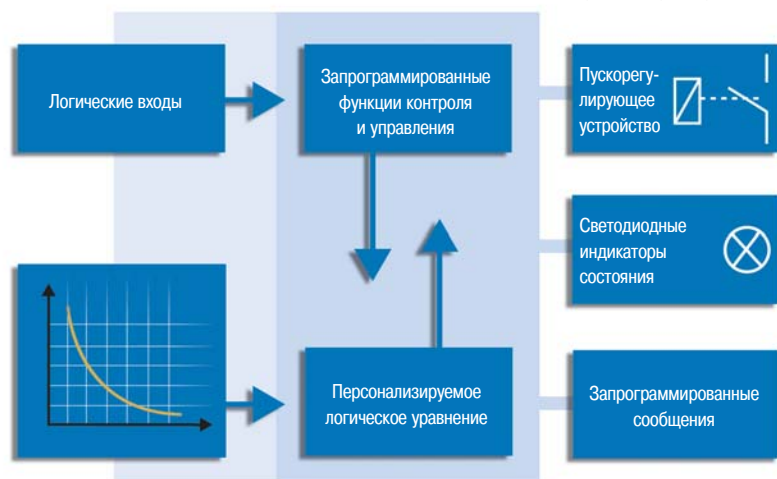 Логические входы
Запрограммированные
функции контроля
и управления
Пускорегу-
лирующее
устройство
Светодиодные
индикаторы
состояния
Персонализируемое
логическое уравнение
Запрограммированные
сообщения